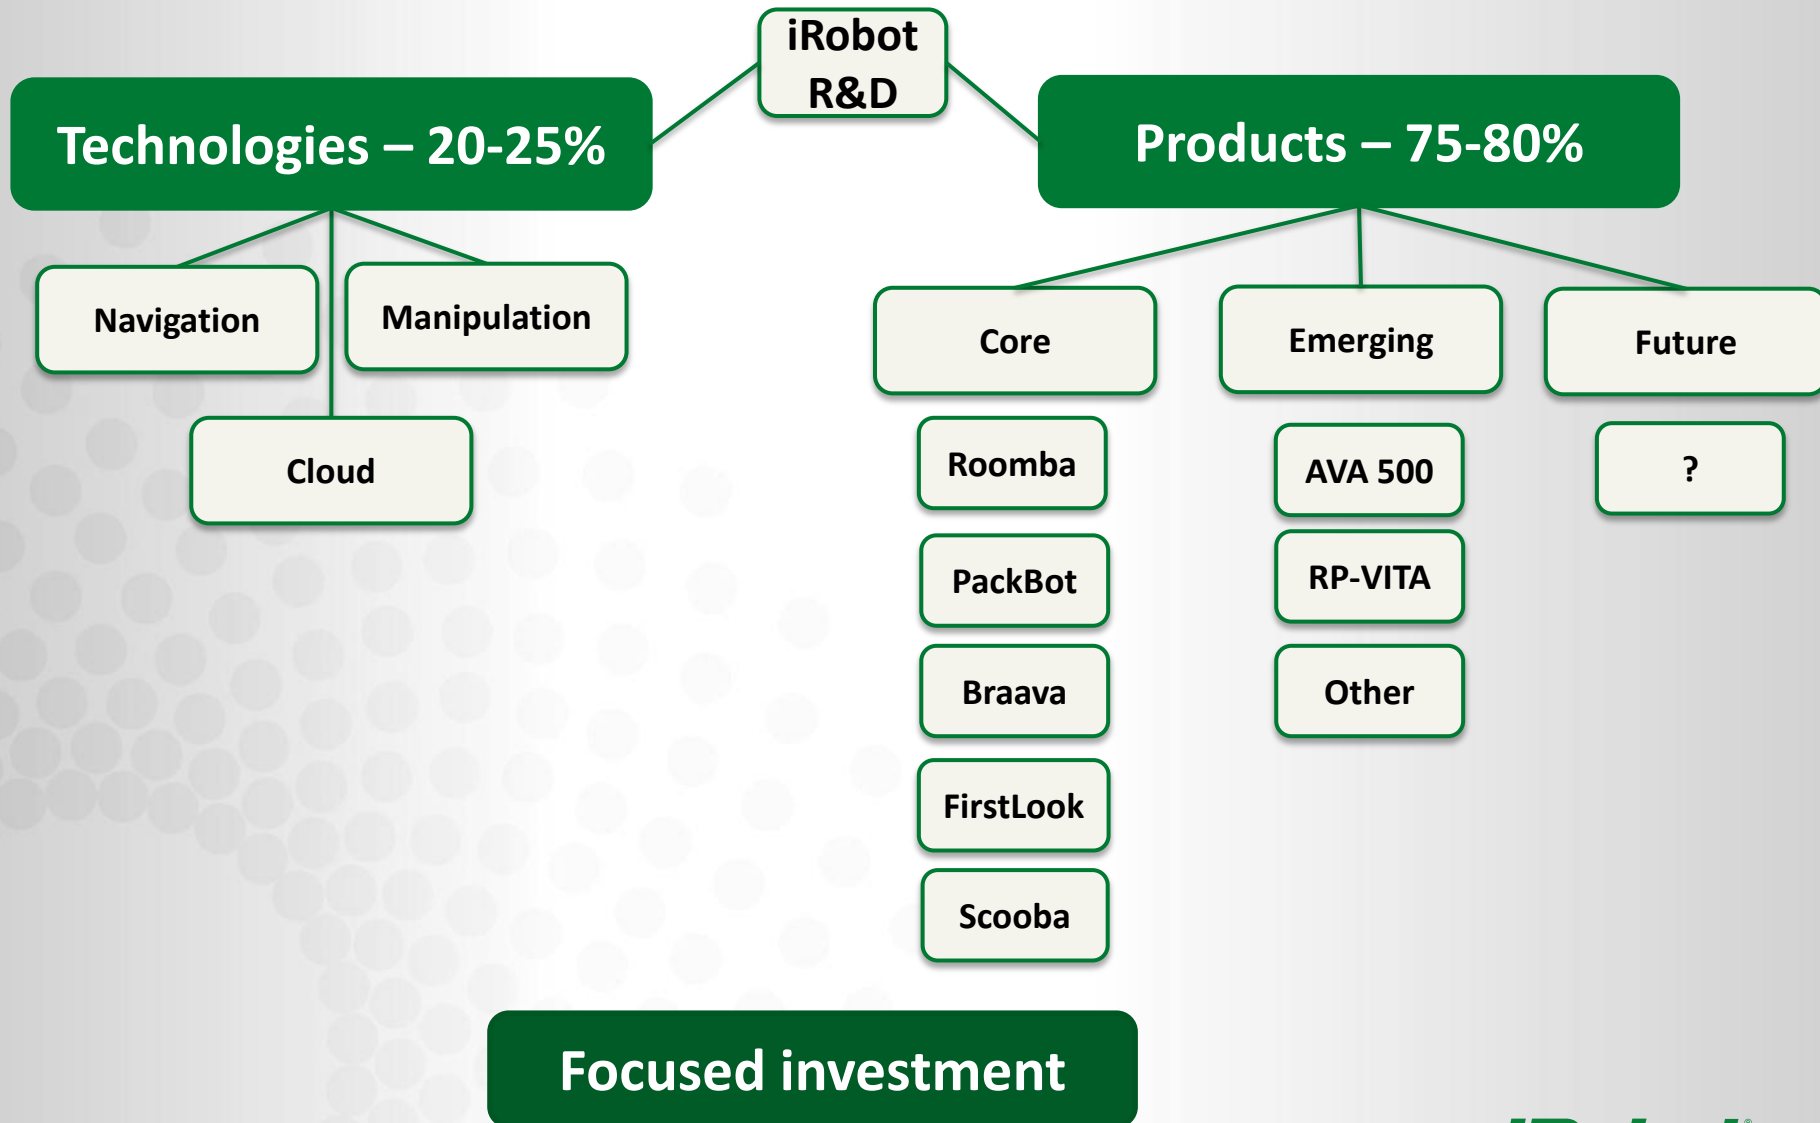 iRobot
R&D
Technologies – 20-25%
Products – 75-80%
Navigation
Manipulation
Cloud
Core
Emerging
Future
Roomba
PackBot
Braava
FirstLook
Scooba
AVA 500
RP-VITA
Other
?
Focused investment